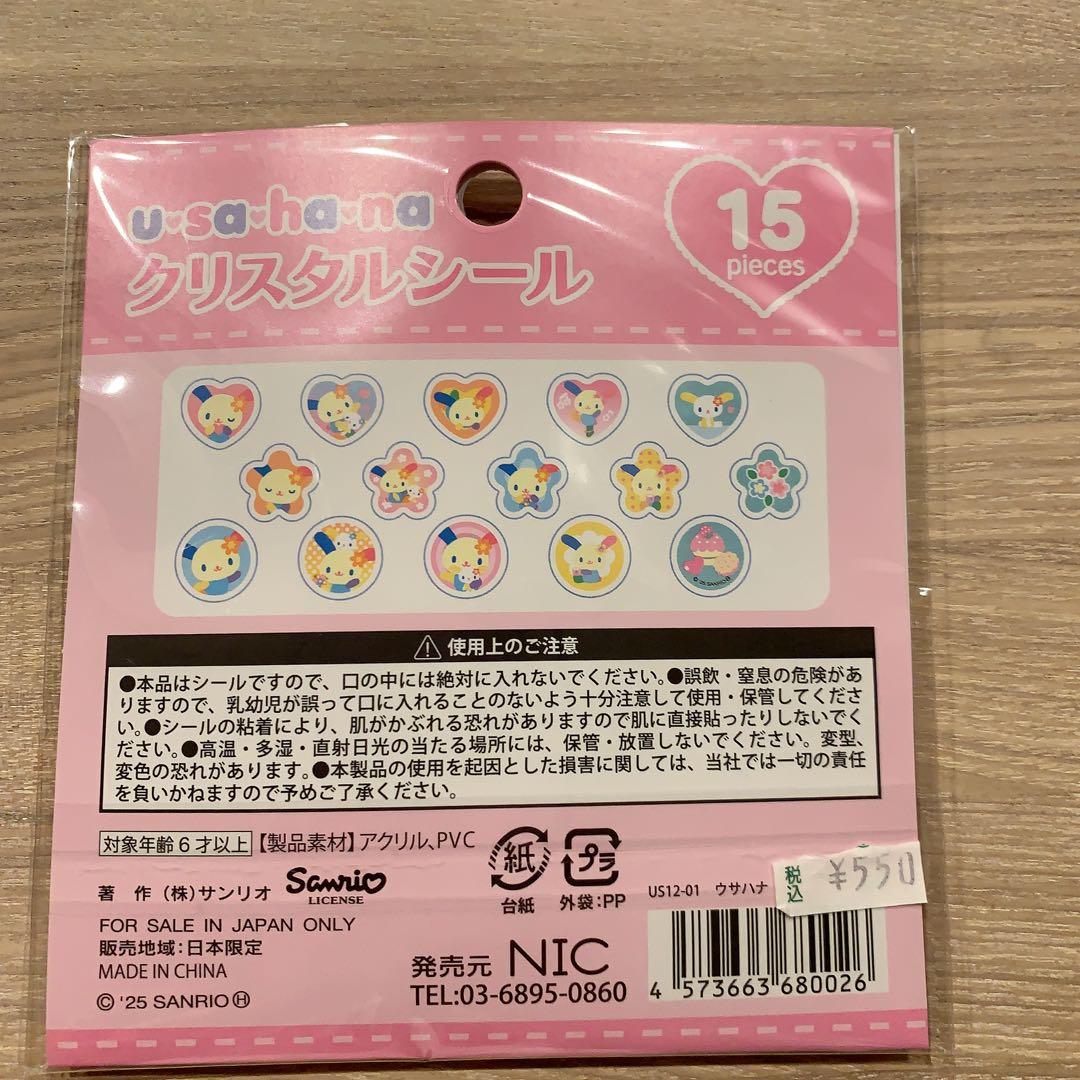 u・sa・ha・na
クリスタルシール
15
pieces
© '25 SANRIO Ⓗ
⚠ 使用上のご注意
●本品はシールですので、口の中には絶対に入れないでください。●誤飲・窒息の危険があ
りますので、乳幼児が誤って口に入れることのないよう十分注意して使用・保管してくださ
い。●シールの粘着により、肌がかぶれる恐れがありますので肌に直接貼ったりしないでく
ださい。●高温・多湿・直射日光の当たる場所には、保管・放置しないでください。変型、
変色の恐れがあります。●本製品の使用を起因とした損害に関しては、当社では一切の責任
を負いかねますので予めご了承ください。
対象年齢6才以上【製品素材】アクリル、PVC
紙
台紙
プラ
外袋:PP
著 作 (株)サンリオ Sanrio
LICENSE
FOR SALE IN JAPAN ONLY
販売地域:日本限定
MADE IN CHINA
© '25 SANRIO Ⓗ
発売元 NIC
TEL:03-6895-0860
US12-01 ウサハナ
税込 ¥550
4 573663 680026